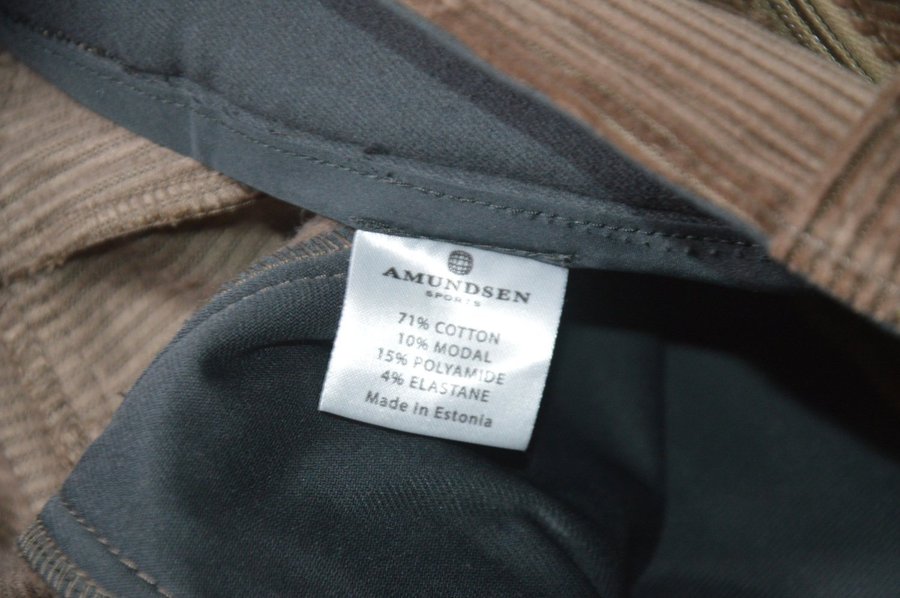 AMUNDSEN
SPORTS
71% COTTON
10% MODAL
15% POLYAMIDE
4% ELASTANE
Made in Estonia